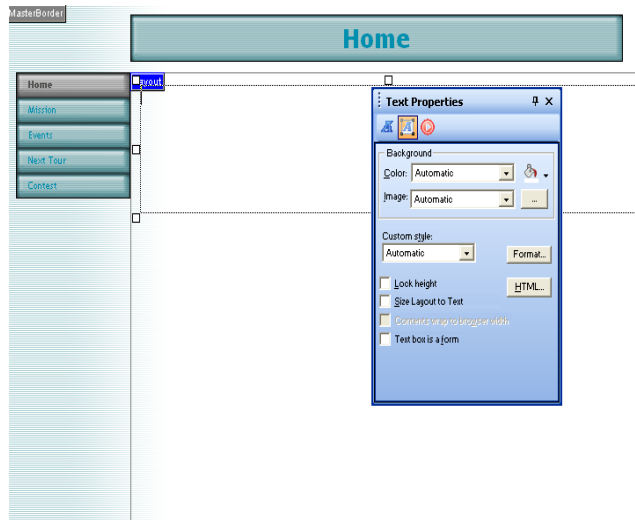 MasterBorder
Home
Home
Mission
Events
Next Tour
Contest
Layout
Text Properties
Background
Color: Automatic
Image: Automatic
...
Custom style:
Automatic
Format...
Lock height
HTML...
Size Layout to Text
Contents wrap to browser width
Text box is a form